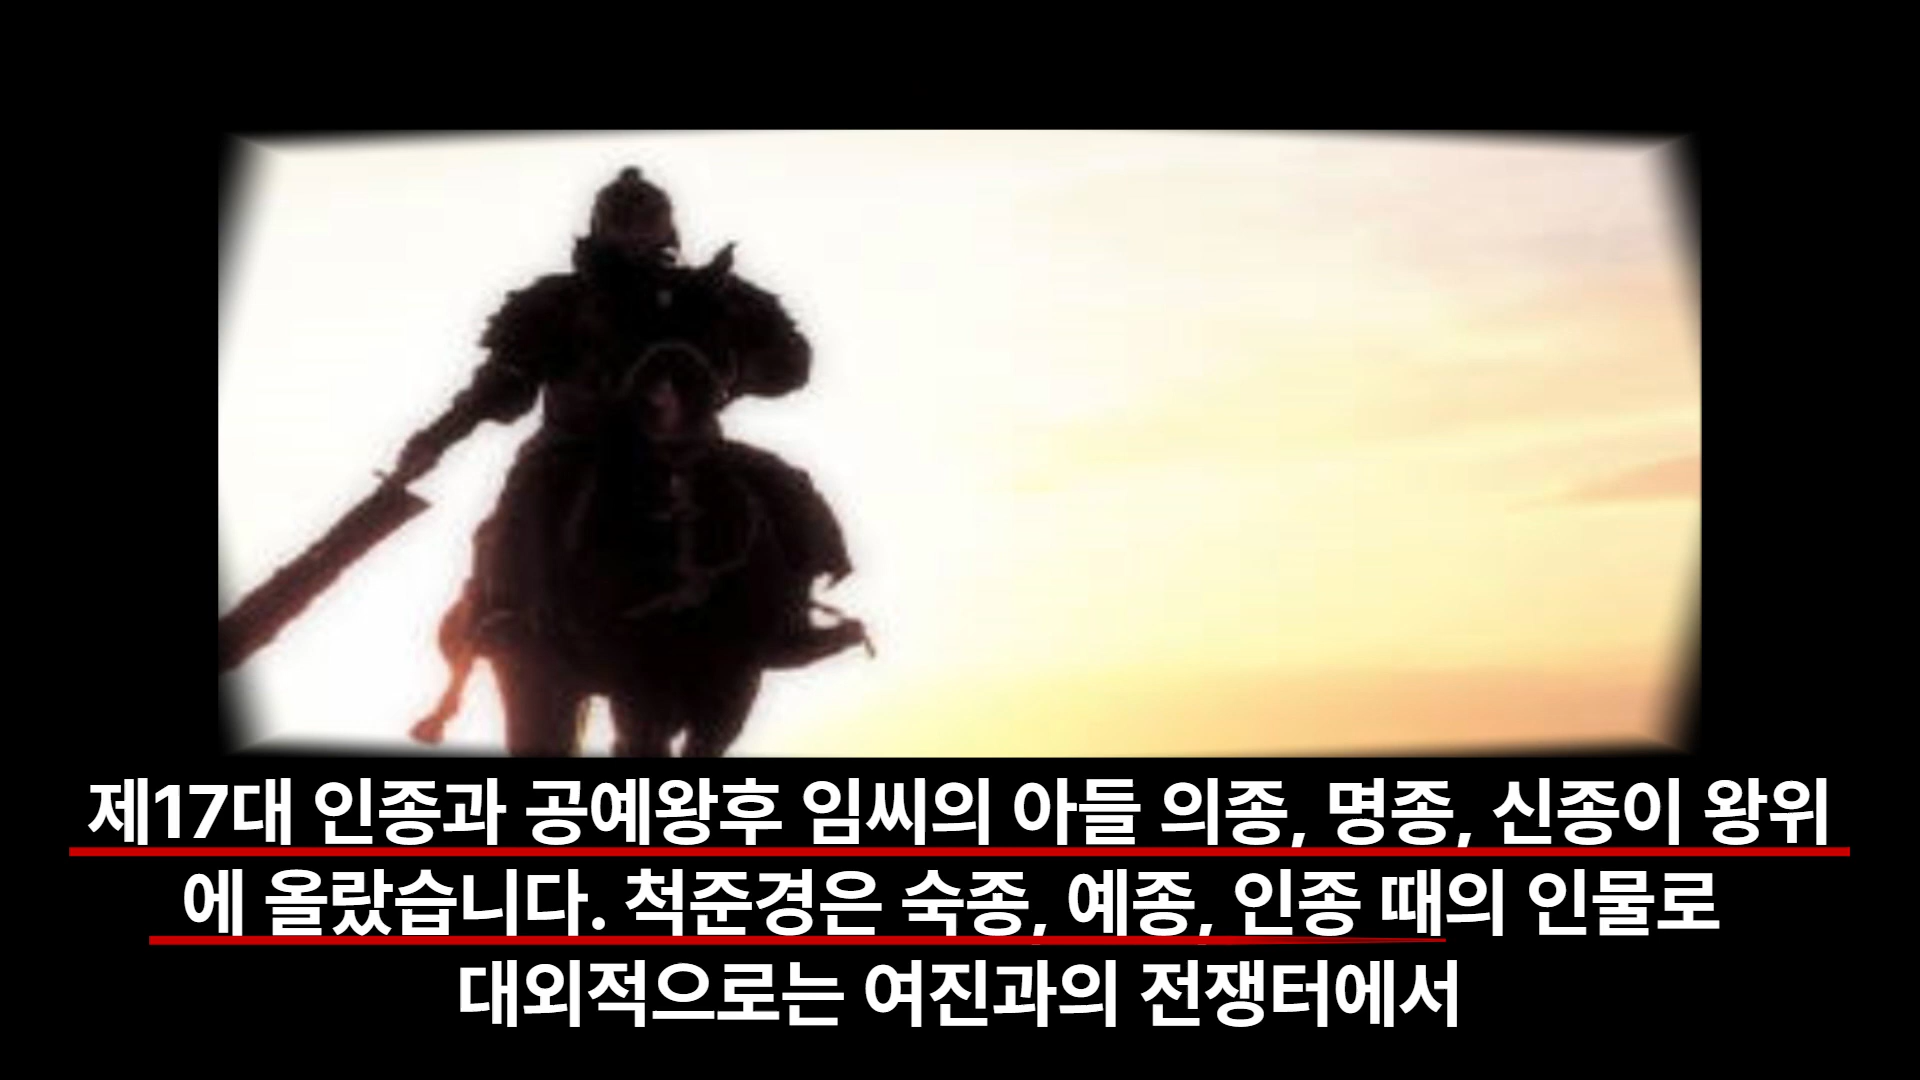 제17대 인종과 공예왕후 임씨의 아들 의종, 명종, 신종이 왕위
에 올랐습니다. 척준경은 숙종, 예종, 인종 때의 인물로
대외적으로는 여진과의 전쟁터에서